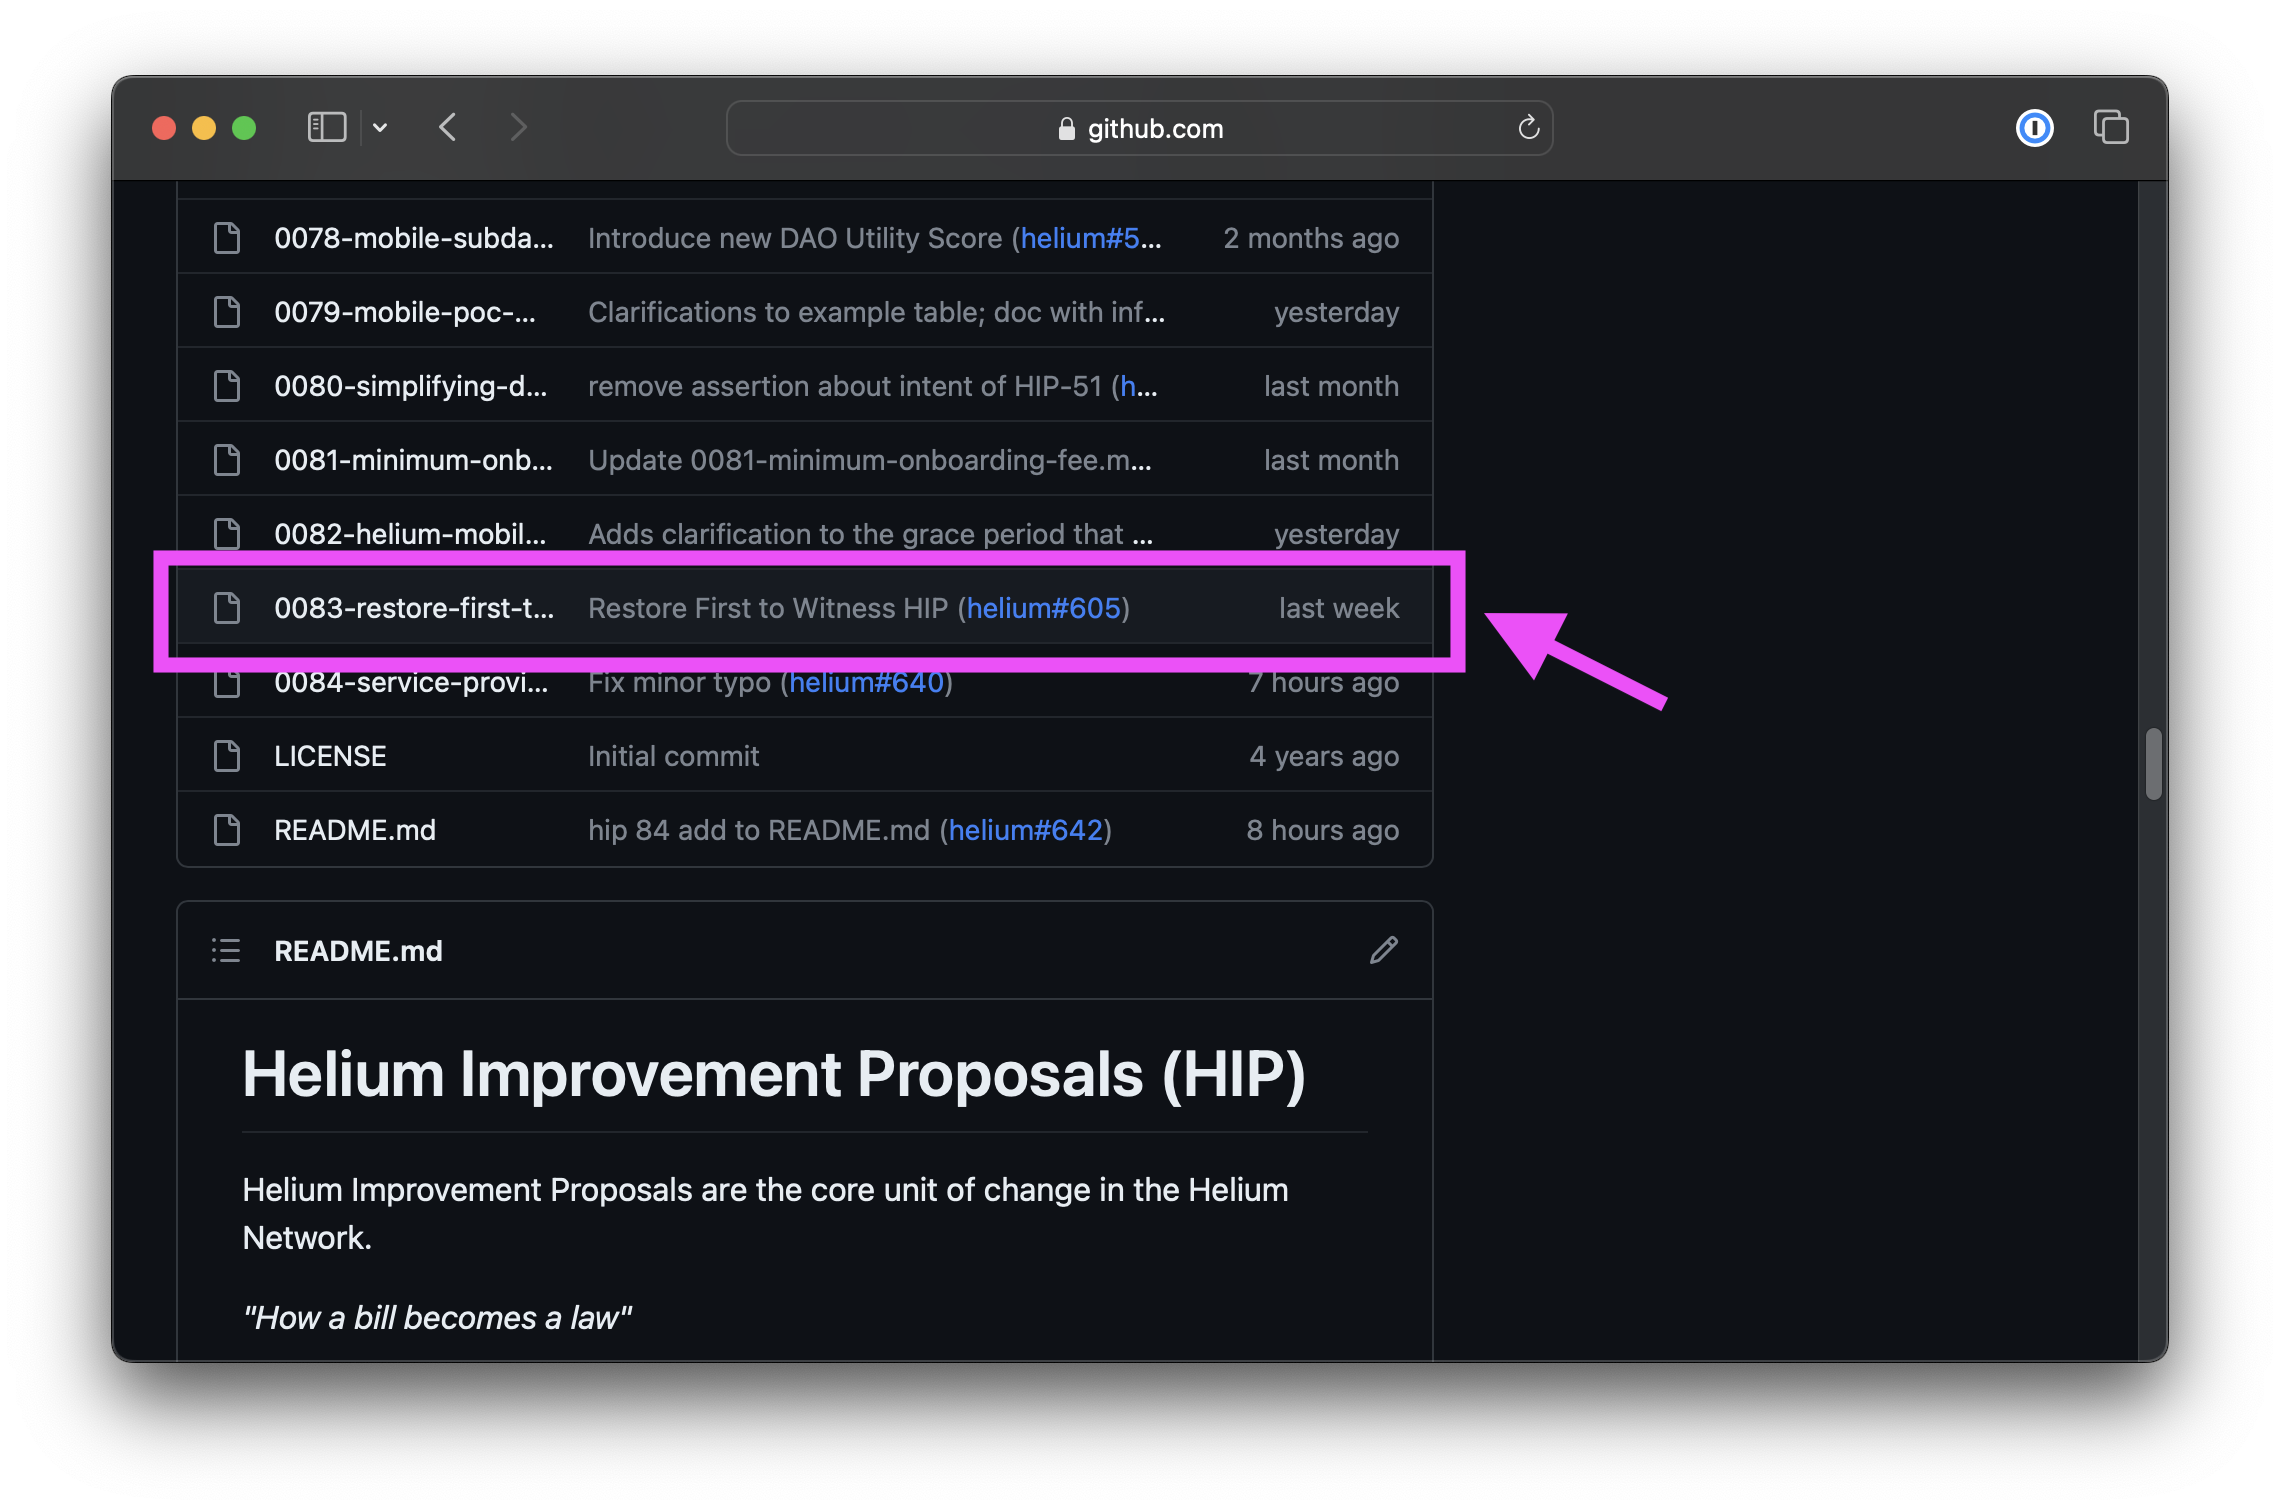 github.com
0078-mobile-subda... Introduce new DAO Utility Score (helium#5... 2 months ago
0079-mobile-poc-... Clarifications to example table; doc with inf... yesterday
0080-simplifying-d... remove assertion about intent of HIP-51 (h... last month
0081-minimum-onb... Update 0081-minimum-onboarding-fee.m... last month
0082-helium-mobil... Adds clarification to the grace period that ... yesterday
0083-restore-first-t... Restore First to Witness HIP (helium#605) last week
0084-service-provi... Fix minor typo (helium#640) 7 hours ago
LICENSE Initial commit 4 years ago
README.md hip 84 add to README.md (helium#642) 8 hours ago
README.md
Helium Improvement Proposals (HIP)
Helium Improvement Proposals are the core unit of change in the Helium
Network.
"How a bill becomes a law"